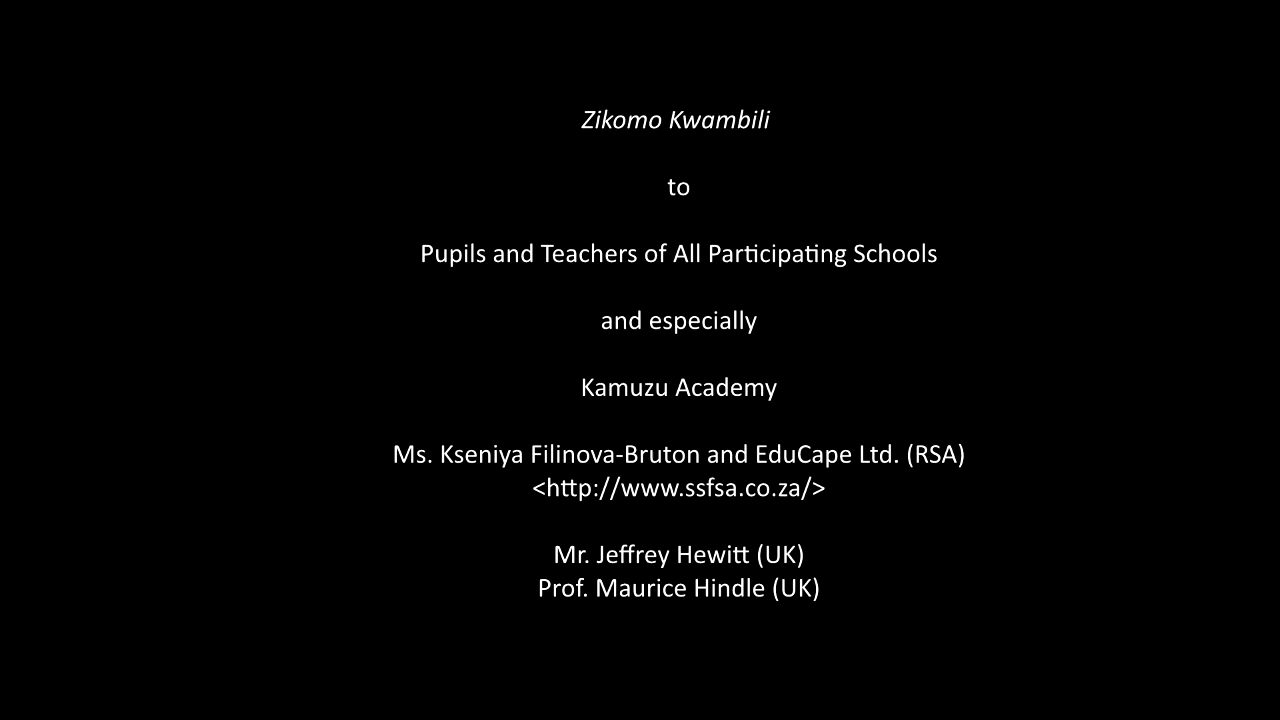 Zikomo Kwambili
to
Pupils and Teachers of All Participating Schools
and especially
Kamuzu Academy
Ms. Kseniya Filinova-Bruton and EduCape Ltd. (RSA)
<http://www.ssfsa.co.za/>
Mr. Jeffrey Hewitt (UK)
Prof. Maurice Hindle (UK)